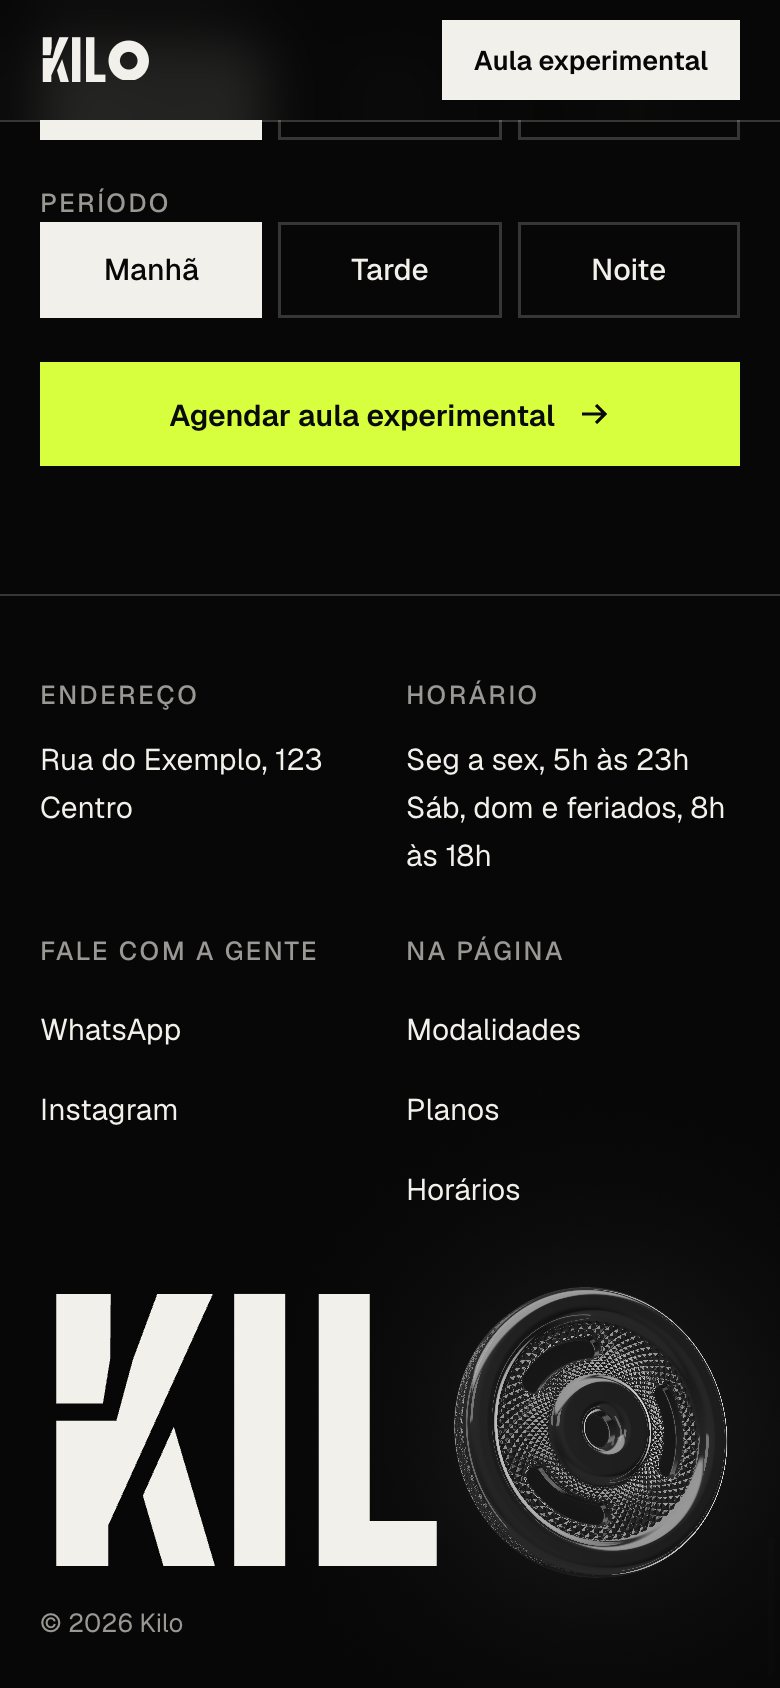 KILO
Aula experimental
PERÍODO
Manhã
Tarde
Noite
Agendar aula experimental →
ENDEREÇO
Rua do Exemplo, 123
Centro
HORÁRIO
Seg a sex, 5h às 23h
Sáb, dom e feriados, 8h
às 18h
FALE COM A GENTE
WhatsApp
Instagram
NA PÁGINA
Modalidades
Planos
Horários
KILO
© 2026 Kilo